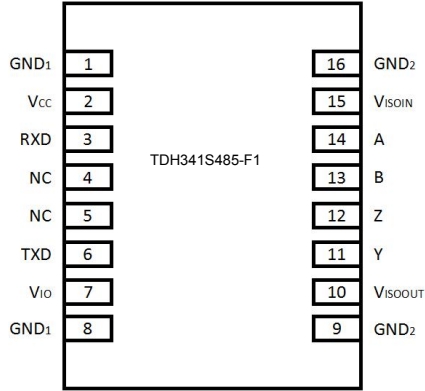 GND1 1 16 GND2
VCC 2 15 VISOIN
RXD 3 14 A
TDH341S485-F1
NC 4 13 B
NC 5 12 Z
TXD 6 11 Y
VIO 7 10 VISOOUT
GND1 8 9 GND2